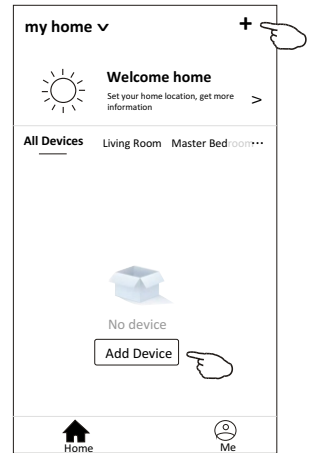 my home
+
Welcome home
Set your home location, get more
information
>
All Devices Living Room Master Bedroom ...
No device
Add Device
Home Me